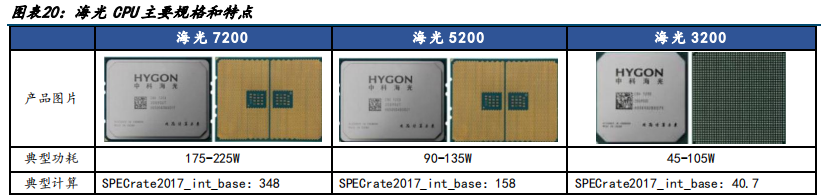 图表20：海光 CPU主要规格和特点
海光 7200 海光 5200 海光 3200
产品图片
HYGON HYGON HYGON
中科海光 中科海光 中科海光
典型功耗 175-225W 90-135W 45-105W
典型计算 SPECrate2017_int_base：348 SPECrate2017_int_base：158 SPECrate2017_int_base：40.7